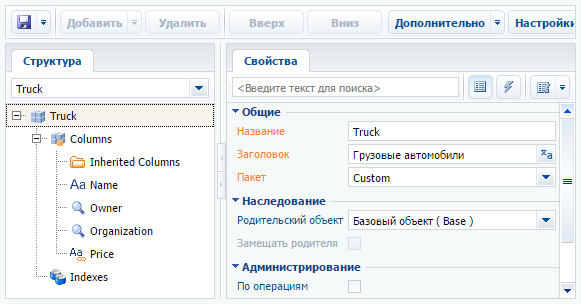 Добавить Удалить Вверх Вниз Дополнительно Настройки
Структура
Truck
Truck
Columns
Inherited Columns
Aa Name
Owner
Organization
Aa Price
Indexes
Свойства
<Введите текст для поиска>
Общие
Название Truck
Заголовок Грузовые автомобили
Пакет Custom
Наследование
Родительский объект Базовый объект ( Base )
Замещать родителя
Администрирование
По операциям